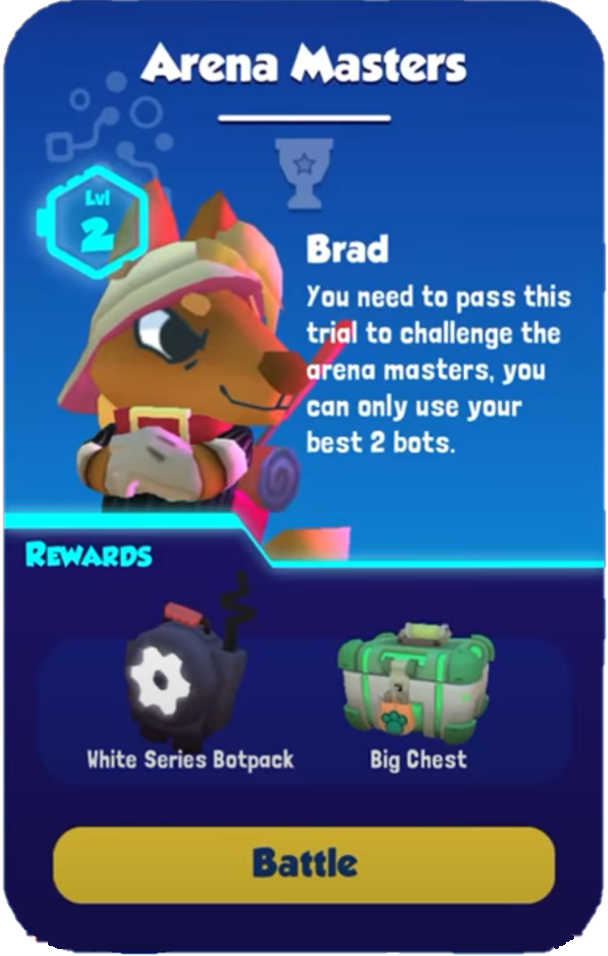 Arena Masters
Lvl
2
Brad
You need to pass this
trial to challenge the
arena masters, you
can only use your
best 2 bots.
Rewards
White Series Botpack
Big Chest
Battle